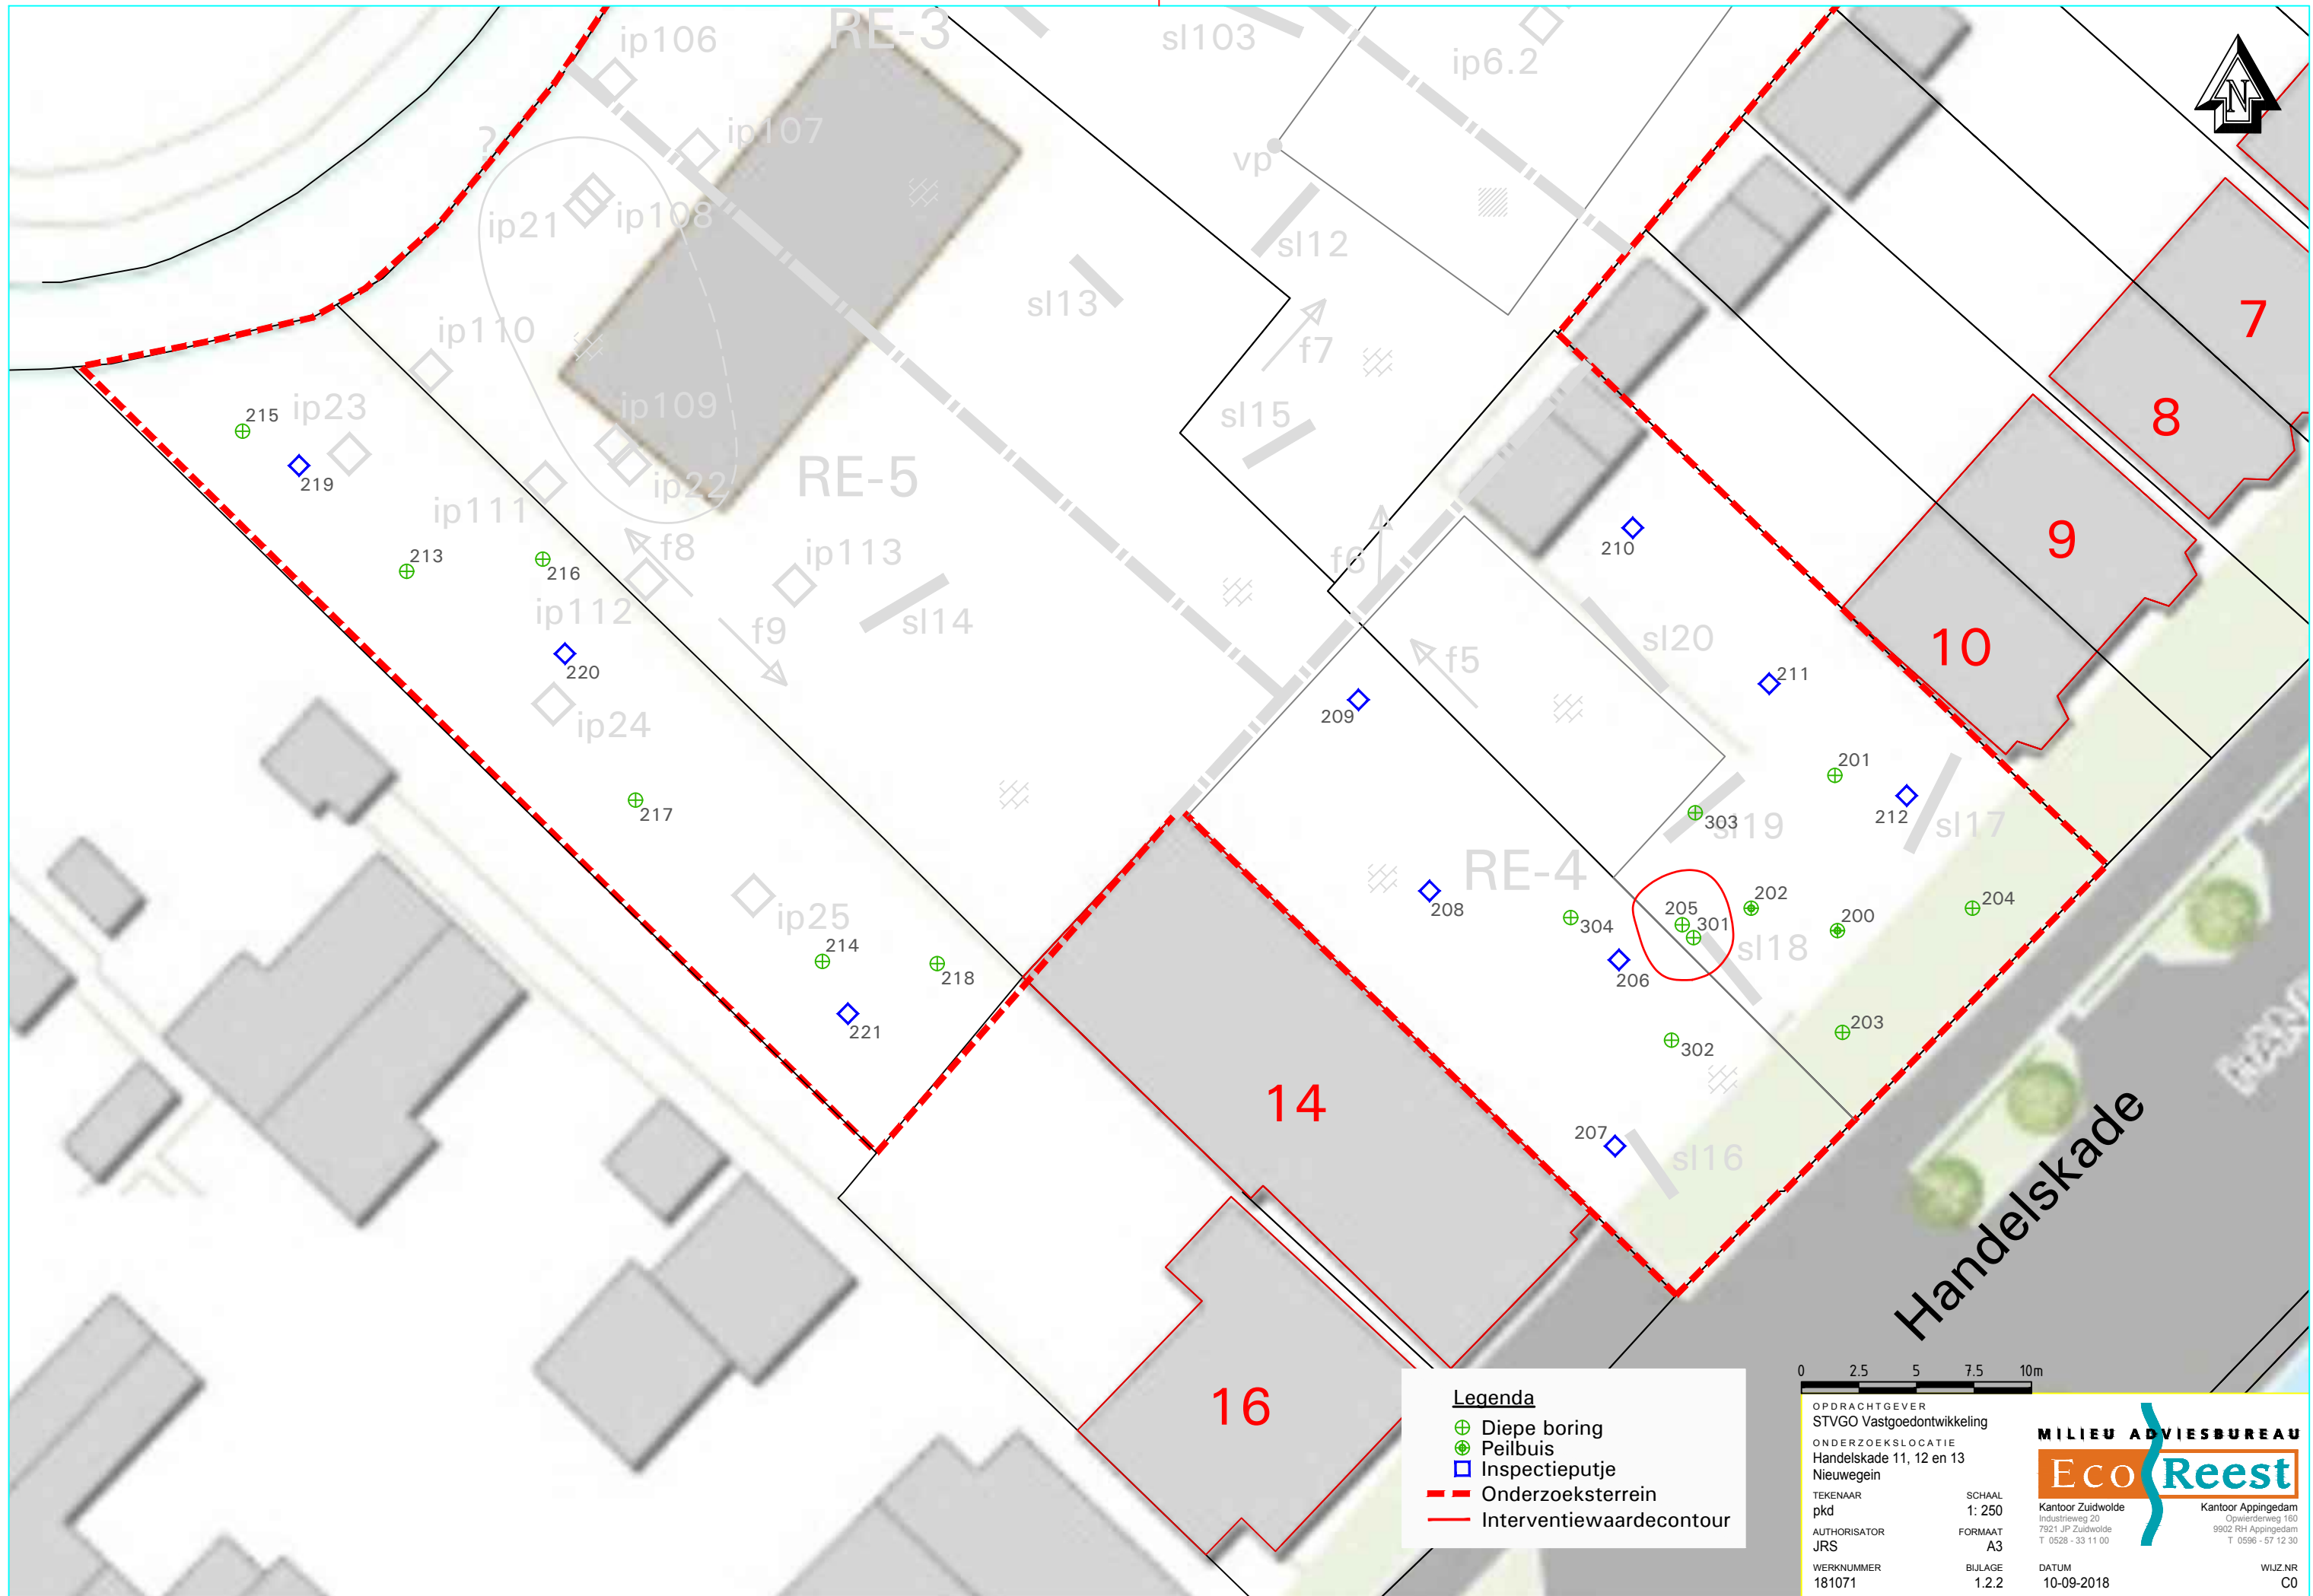 RE-3
ip106
sl103
ip6.2
N
?
ip107
vp
ip21
ip108
sl12
sl13
7
f7
ip110
ip109
8
215
ip23
sl15
RE-5
219
ip22
ip111
210
9
f6
213
216
f8
ip113
ip112
f9
sl14
sl20
10
220
f5
211
ip24
209
201
217
303
sl19
212
sl17
RE-4
208
304
205
301
202
200
204
ip25
214
218
206
sl18
221
203
302
14
207
sl16
Handelskade
16
Legenda
Diepe boring
Peilbuis
Inspectieputje
Onderzoeksterrein
Interventiewaardecontour
0 2.5 5 7.5 10m
OPDRACHTGEVER
STVGO Vastgoedontwikkeling
ONDERZOEKSLOCATIE
Handelskade 11, 12 en 13
Nieuwegein
TEKENAAR SCHAAL
pkd 1: 250
AUTHORISATOR FORMAAT
JRS A3
WERKNUMMER BIJLAGE
181071 1.2.2
MILIEU ADVIESBUREAU
Eco Reest
Kantoor Zuidwolde Kantoor Appingedam
Industrieweg 20 Opwierderweg 160
7921 JP Zuidwolde 9902 RH Appingedam
T 0528 - 33 11 00 T 0596 - 57 12 30
DATUM WIJZ.NR
10-09-2018 C0